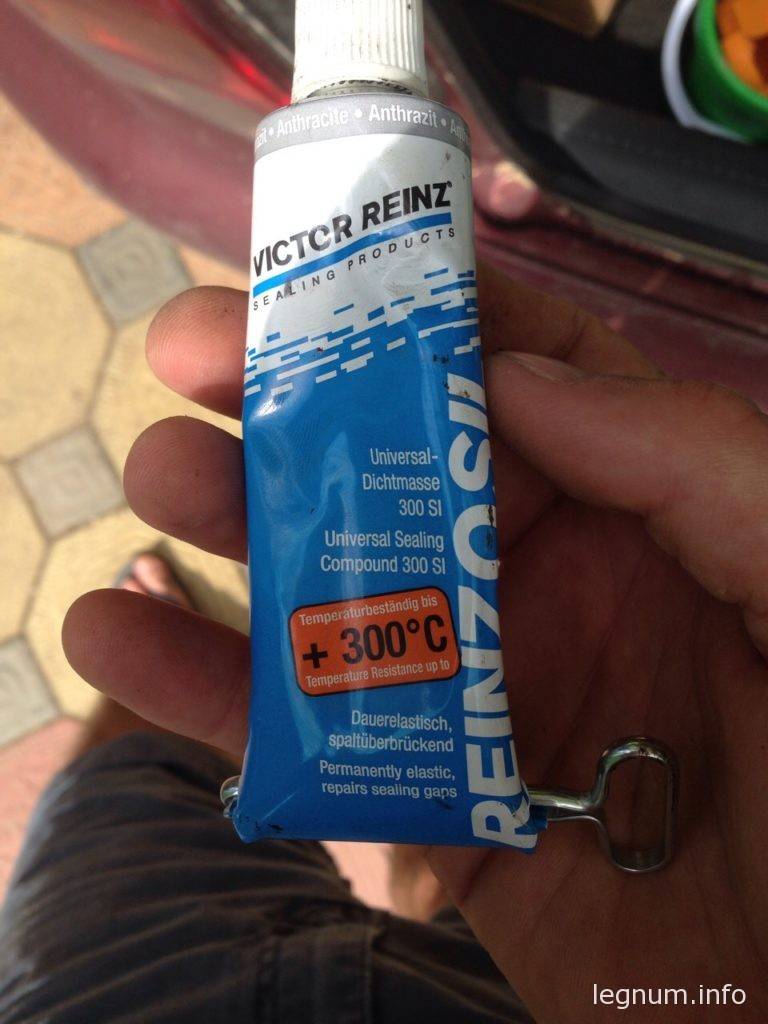 • Anthracite • Anthrazit •
VICTOR REINZ®
SEALING PRODUCTS
REINZOSIL
Universal-
Dichtmasse
300 SI
Universal Sealing
Compound 300 SI
Temperaturbeständig bis
+ 300°C
Temperature Resistance up to
Dauerelastisch,
spaltüberbrückend
Permanently elastic,
repairs sealing gaps
legnum.info